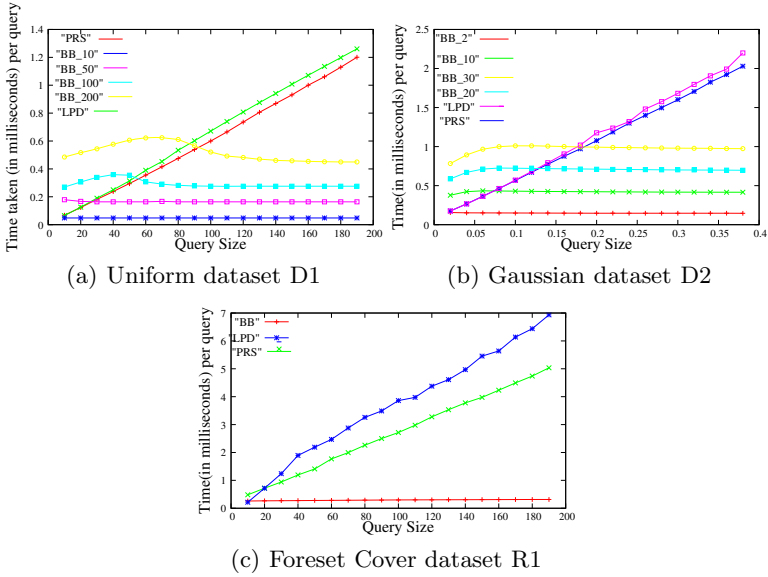 Time taken (in milliseconds) per query
1.4
1.2
1
0.8
0.6
0.4
0.2
0
"PRS"
"BB_10"
"BB_50"
"BB_100"
"BB_200"
"LPD"
0 20 40 60 80 100 120 140 160 180 200
Query Size
(a) Uniform dataset D1
Time(in milliseconds) per query
2.5
2
1.5
1
0.5
0
"BB_2"
"BB_10"
"BB_30"
"BB_20"
"LPD"
"PRS"
0 0.05 0.1 0.15 0.2 0.25 0.3 0.35 0.4
Query Size
(b) Gaussian dataset D2
Time(in milliseconds) per query
7
6
5
4
3
2
1
0
"BB"
"LPD"
"PRS"
0 20 40 60 80 100 120 140 160 180 200
Query Size
(c) Foreset Cover dataset R1